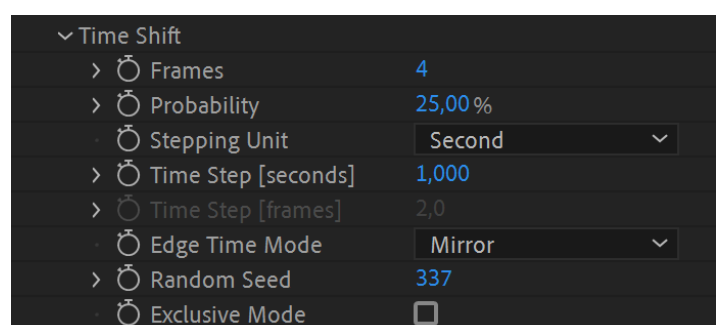 Time Shift
Frames 4
Probability 25,00 %
Stepping Unit Second
Time Step [seconds] 1,000
Time Step [frames] 2,0
Edge Time Mode Mirror
Random Seed 337
Exclusive Mode